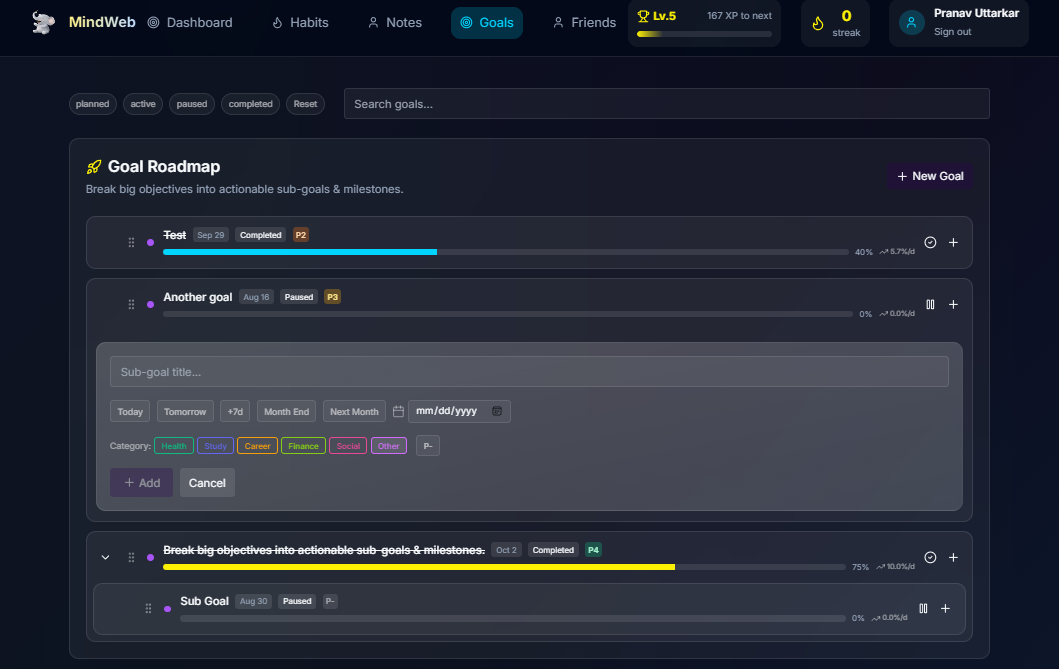 MindWeb Dashboard Habits Notes Goals Friends Lv.5 167 XP to next 0 streak Pranav Uttarkar Sign out
planned active paused completed Reset Search goals...
Goal Roadmap
Break big objectives into actionable sub-goals & milestones.
+ New Goal
Test Sep 29 Completed P2
40% 5.7%/d
Another goal Aug 16 Paused P3
0% 0.0%/d
Sub-goal title...
Today Tomorrow +7d Month End Next Month mm/dd/yyyy
Category: Health Study Career Finance Social Other P-
+ Add Cancel
Break big objectives into actionable sub-goals & milestones. Oct 2 Completed P4
75% 10.0%/d
Sub Goal Aug 30 Paused P-
0% 0.0%/d